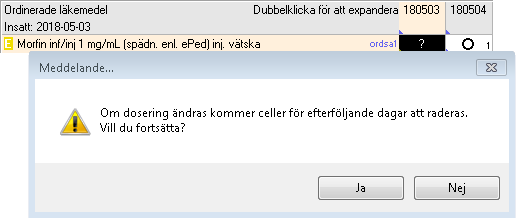 Ordinerade läkemedel Dubbelklicka för att expandera 180503 180504
Insatt: 2018-05-03
E Morfin inf/inj 1 mg/mL (spädn. enl. ePed) inj. vätska ordsa1 ? O 1
Meddelande...
Om dosering ändras kommer celler för efterföljande dagar att raderas.
Vill du fortsätta?
Ja Nej